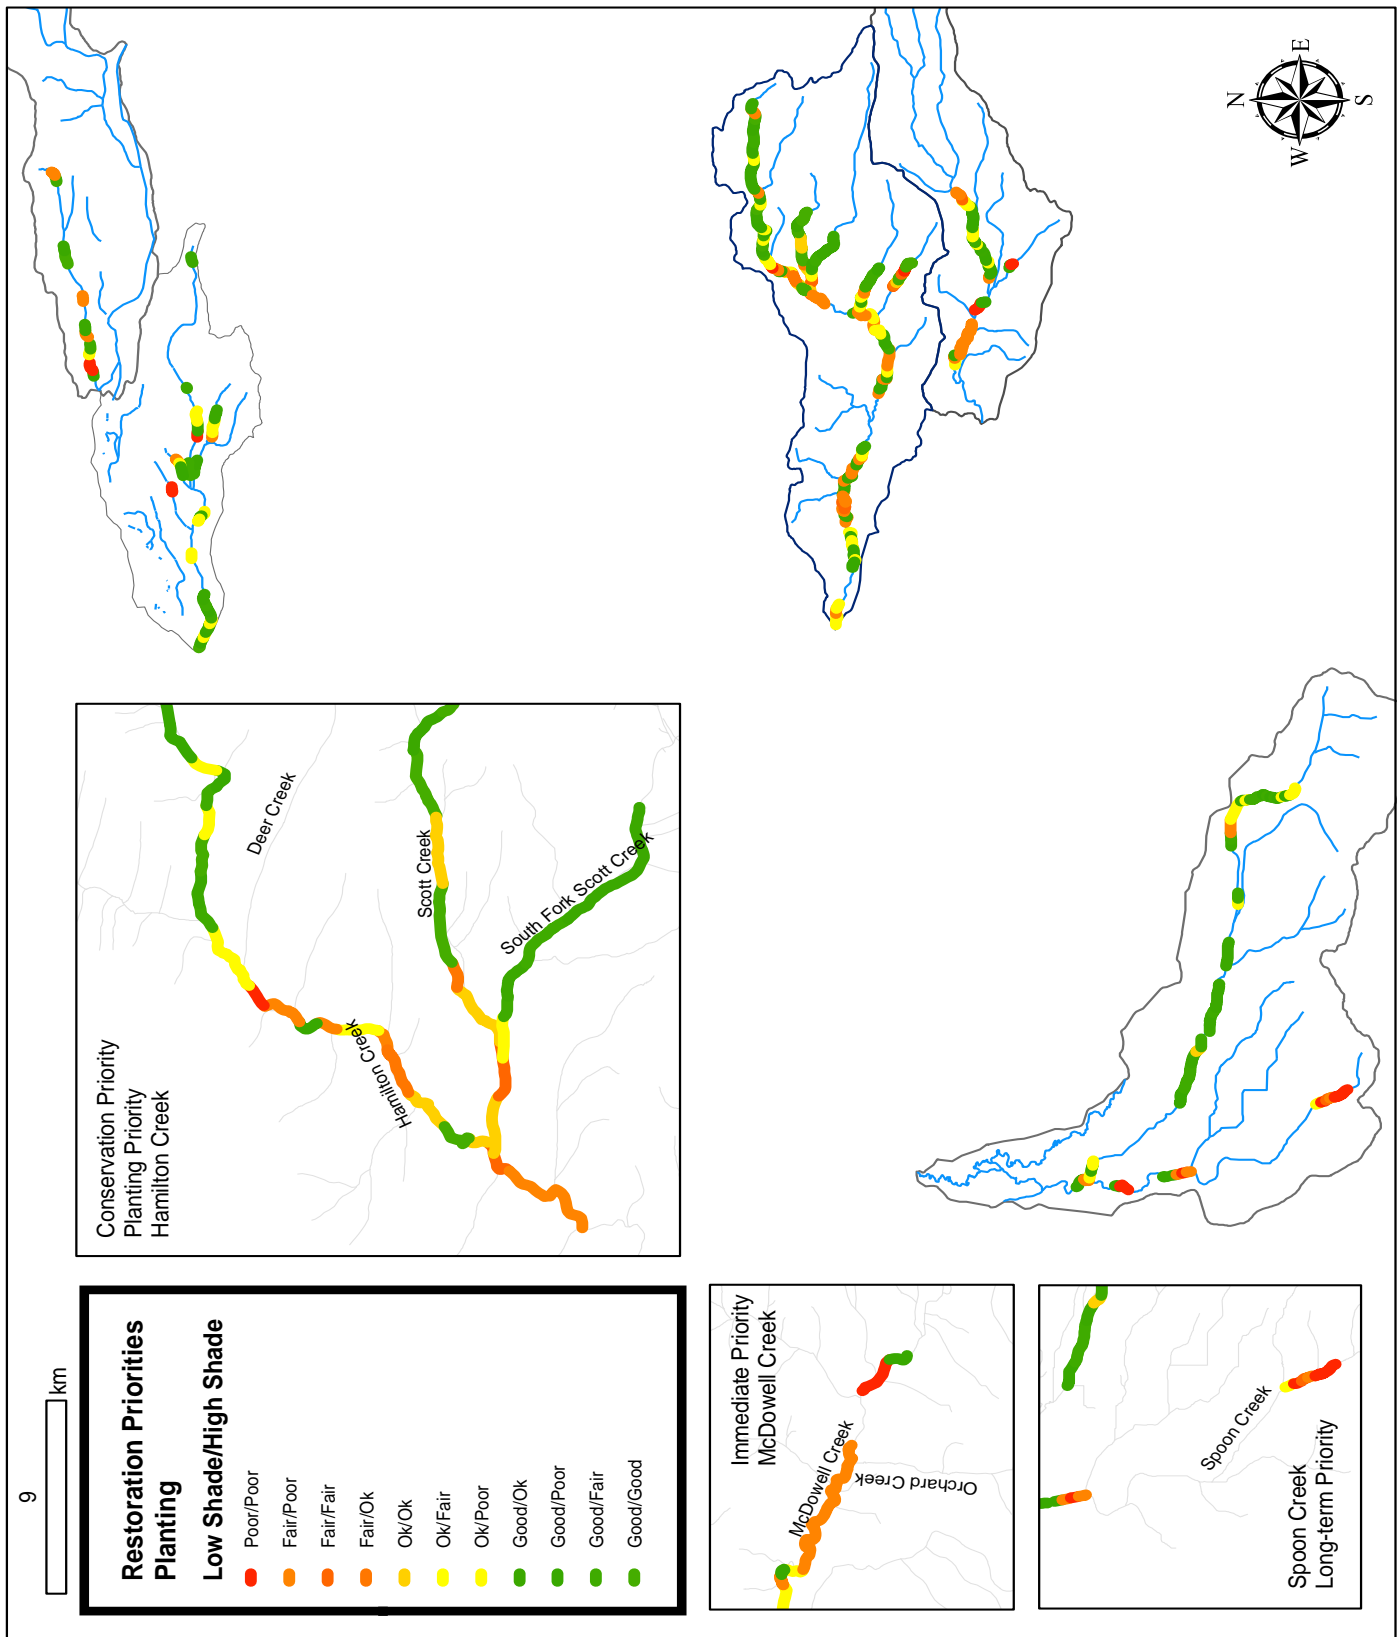 N
E
W
S
Conservation Priority
Planting Priority
Hamilton Creek
Deer Creek
Scott Creek
South Fork Scott Creek
Hamilton Creek
9
km
Restoration Priorities
Planting
Low Shade/High Shade
Poor/Poor
Fair/Poor
Fair/Fair
Fair/Ok
Ok/Ok
Ok/Fair
Ok/Poor
Good/Ok
Good/Poor
Good/Fair
Good/Good
Immediate Priority
McDowell Creek
McDowell Creek
Orchard Creek
Spoon Creek
Spoon Creek
Long-term Priority